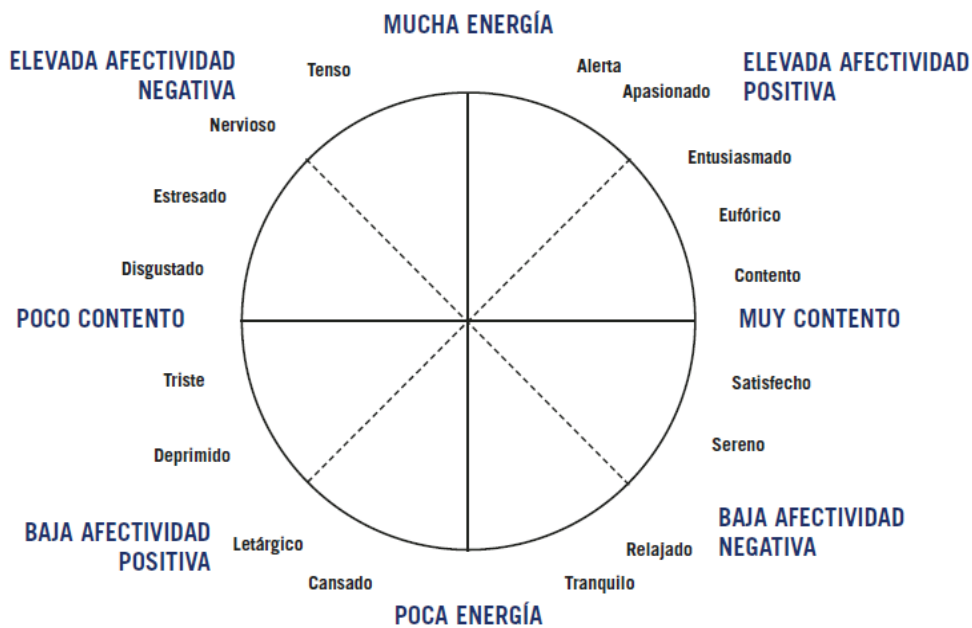 MUCHA ENERGÍA
ELEVADA AFECTIVIDAD
NEGATIVA
Tenso
Alerta
ELEVADA AFECTIVIDAD
POSITIVA
Apasionado
Nervioso
Entusiasmado
Estresado
Eufórico
Disgustado
Contento
POCO CONTENTO
MUY CONTENTO
Triste
Satisfecho
Deprimido
Sereno
BAJA AFECTIVIDAD
POSITIVA
Letárgico
Relajado
BAJA AFECTIVIDAD
NEGATIVA
Cansado
Tranquilo
POCA ENERGÍA